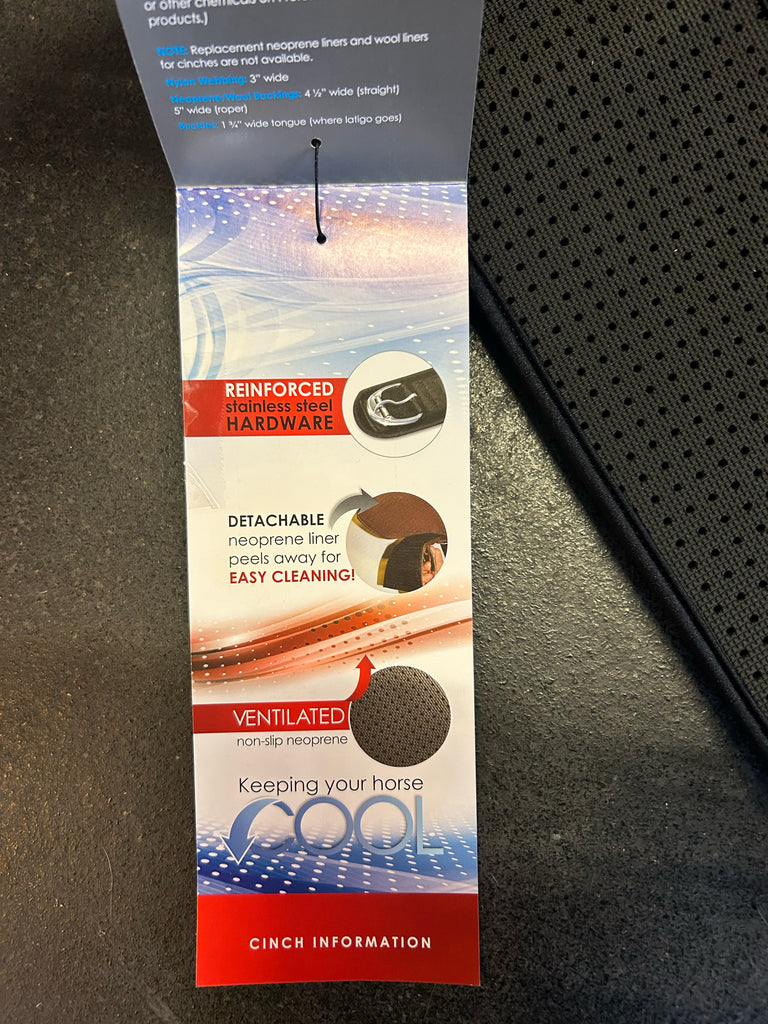 or other chemicals on
products.)
NOTE: Replacement neoprene liners and wool liners
for cinches are not available.
Nylon Webbing: 3" wide
Neoprene/Wool Backings: 4 ½" wide (straight)
5" wide (roper)
Buckles: 1 ¾" wide tongue (where latigo goes)
REINFORCED
stainless steel
HARDWARE
DETACHABLE
neoprene liner
peels away for
EASY CLEANING!
VENTILATED
non-slip neoprene
Keeping your horse
COOL
CINCH INFORMATION